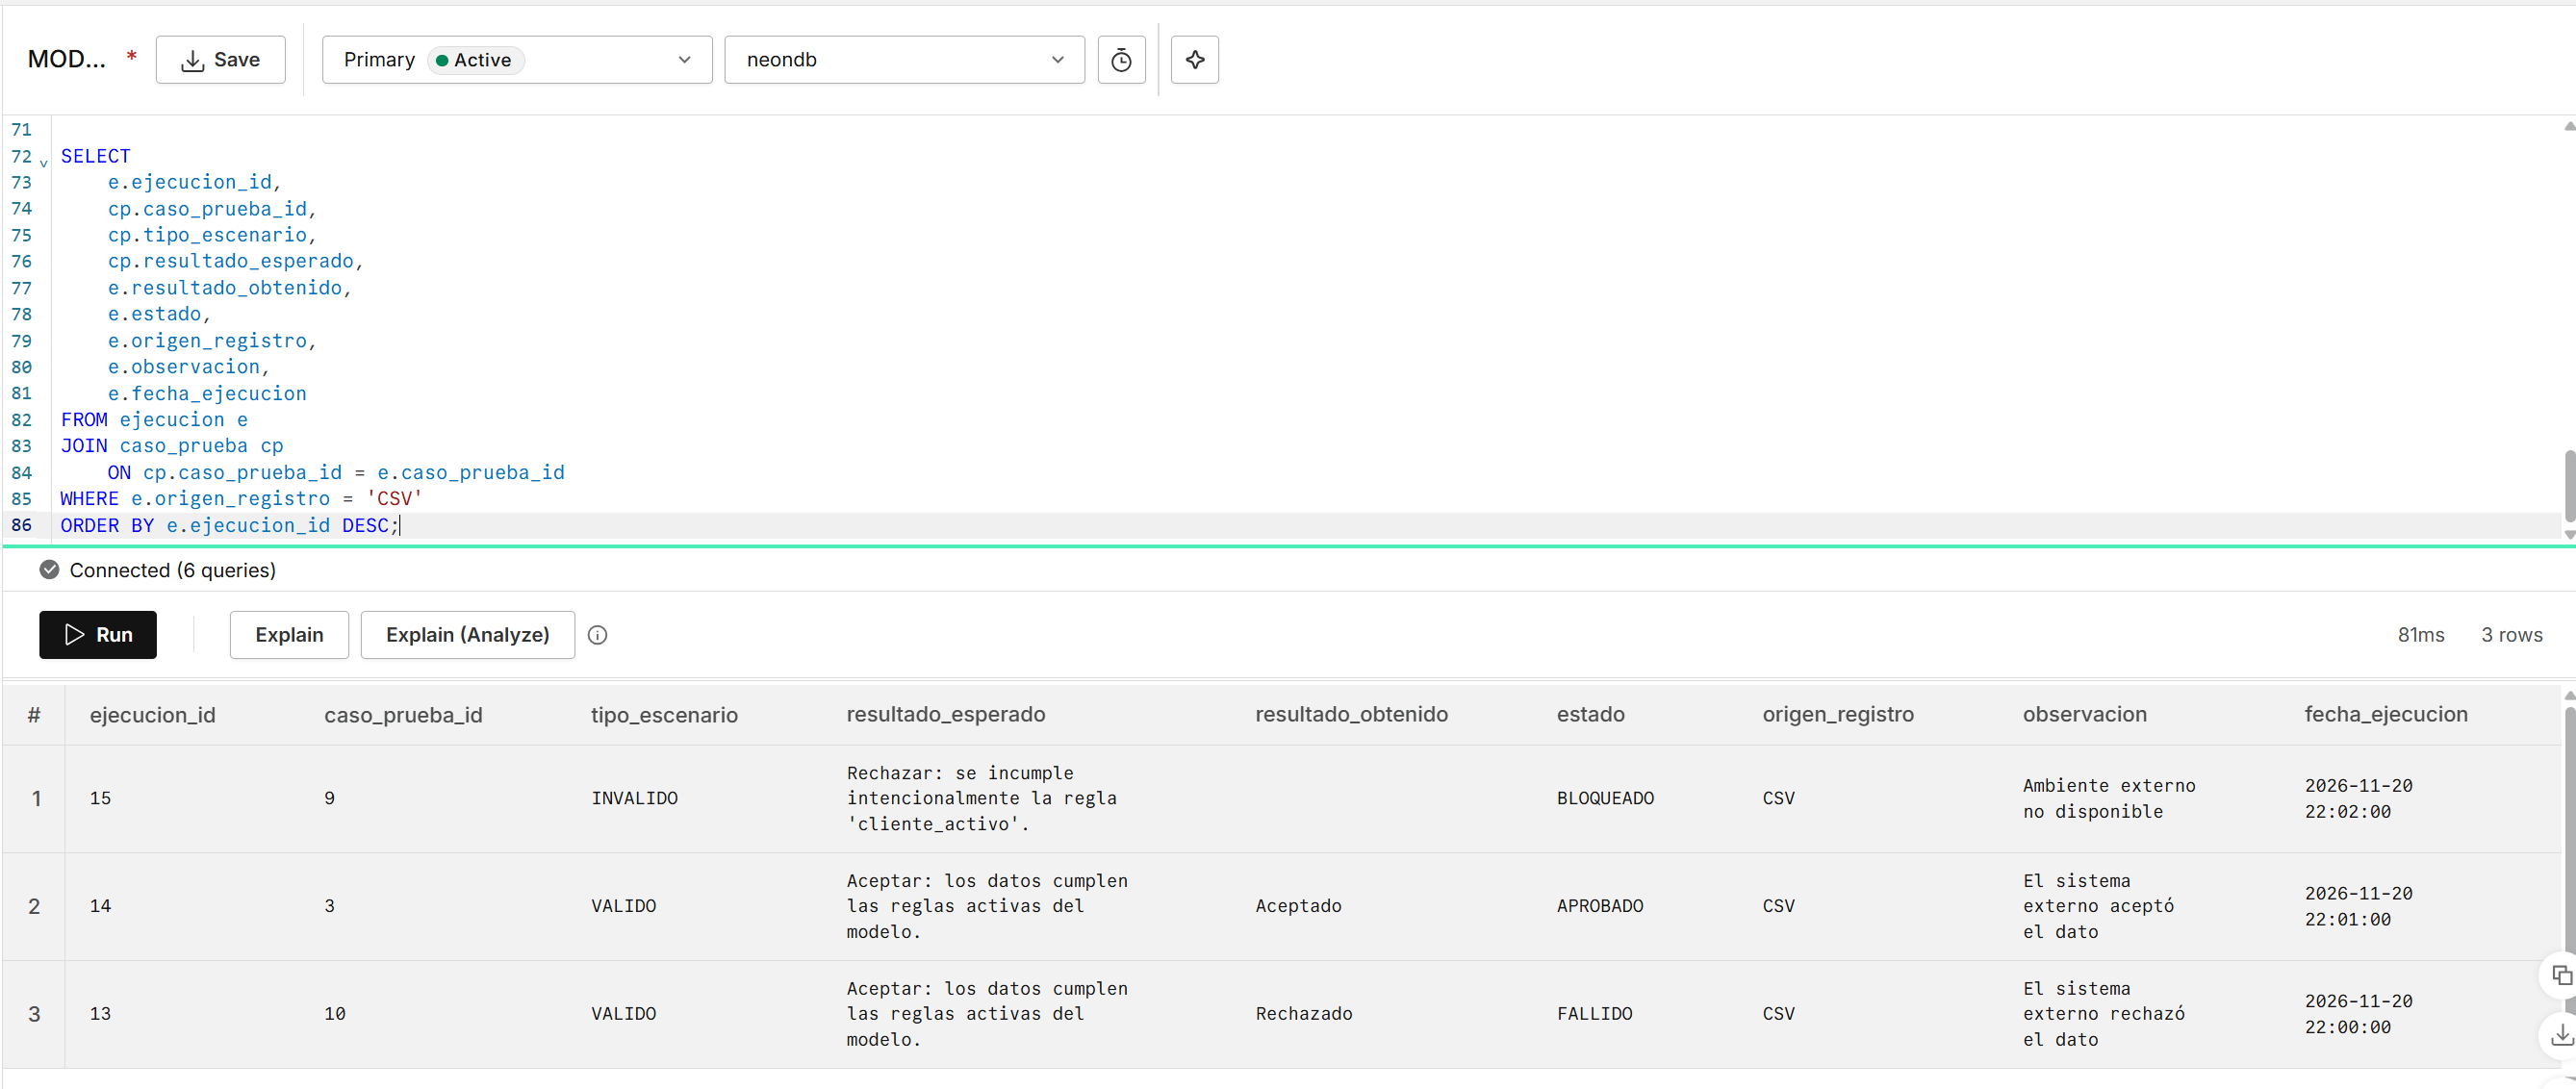 MOD... * Save Primary Active neondb
71
72 SELECT
73 e.ejecucion_id,
74 cp.caso_prueba_id,
75 cp.tipo_escenario,
76 cp.resultado_esperado,
77 e.resultado_obtenido,
78 e.estado,
79 e.origen_registro,
80 e.observacion,
81 e.fecha_ejecucion
82 FROM ejecucion e
83 JOIN caso_prueba cp
84 ON cp.caso_prueba_id = e.caso_prueba_id
85 WHERE e.origen_registro = 'CSV'
86 ORDER BY e.ejecucion_id DESC;
Connected (6 queries)
Run Explain Explain (Analyze) 81ms 3 rows
# ejecucion_id caso_prueba_id tipo_escenario resultado_esperado resultado_obtenido estado origen_registro observacion fecha_ejecucion
1 15 9 INVALIDO
Rechazar: se incumple
intencionalmente la regla
'cliente_activo'.
BLOQUEADO CSV
Ambiente externo
no disponible
2026-11-20
22:02:00
2 14 3 VALIDO
Aceptar: los datos cumplen
las reglas activas del
modelo.
Aceptado APROBADO CSV
El sistema
externo aceptó
el dato
2026-11-20
22:01:00
3 13 10 VALIDO
Aceptar: los datos cumplen
las reglas activas del
modelo.
Rechazado FALLIDO CSV
El sistema
externo rechazó
el dato
2026-11-20
22:00:00